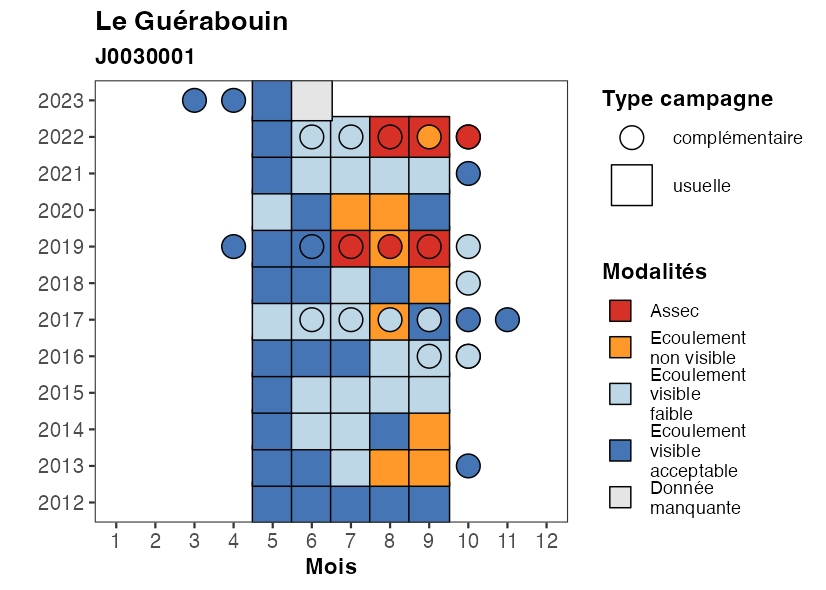 Le Guérabouin
J0030001
2023
2022
2021
2020
2019
2018
2017
2016
2015
2014
2013
2012
1 2 3 4 5 6 7 8 9 10 11 12
Mois
Type campagne
complémentaire
usuelle
Modalités
Assec
Ecoulement
non visible
Ecoulement
visible
faible
Ecoulement
visible
acceptable
Donnée
manquante